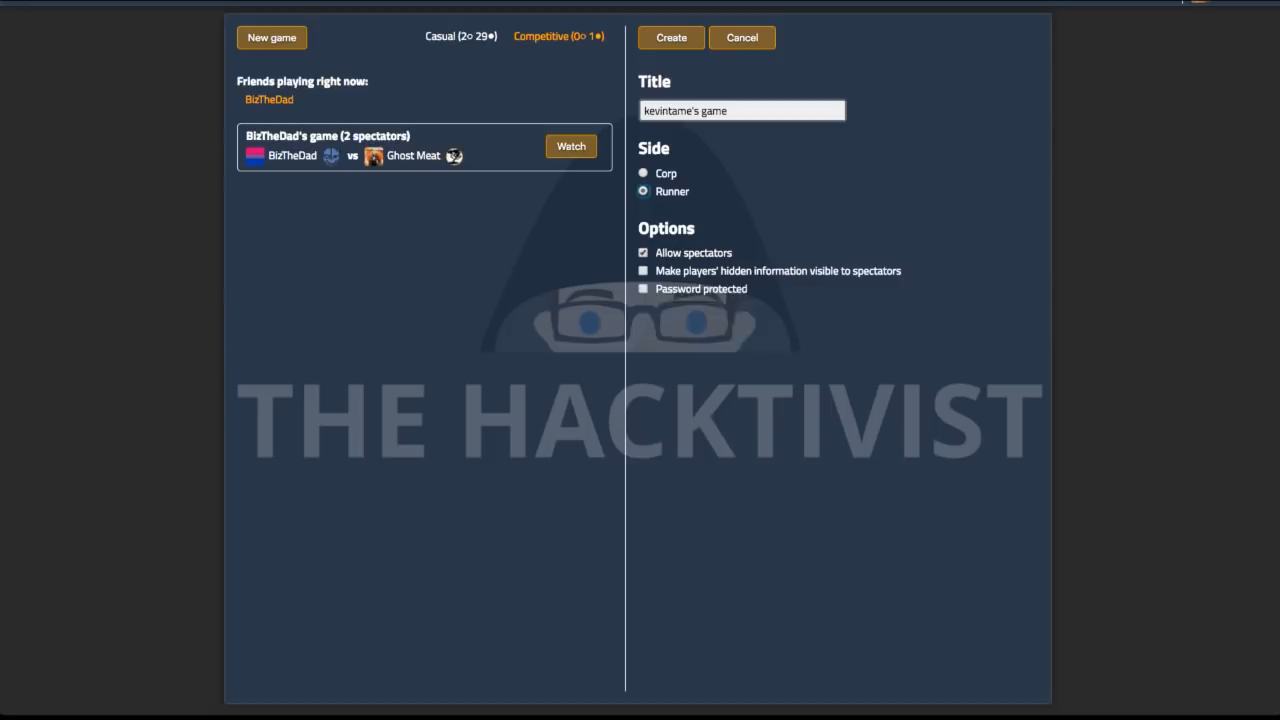 New game
Casual (2○ 29●)
Competitive (0○ 1●)
Friends playing right now:
BizTheDad
BizTheDad's game (2 spectators)
BizTheDad vs Ghost Meat
Watch
Create
Cancel
Title
kevintame's game
Side
Corp
Runner
Options
Allow spectators
Make players' hidden information visible to spectators
Password protected
THE HACKTIVIST